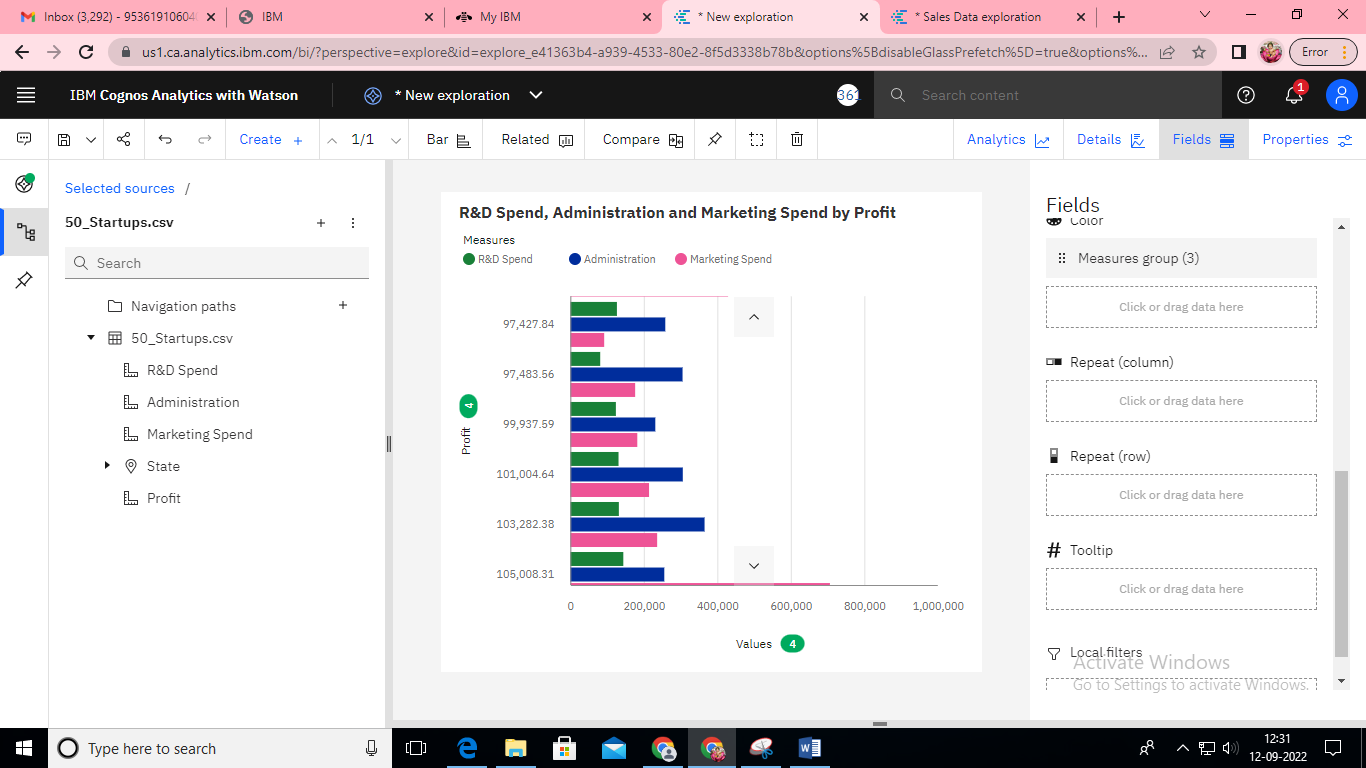 Inbox (3,292) - 9536191060
IBM
My IBM
* New exploration
* Sales Data exploration
us1.ca.analytics.ibm.com/bi/?perspective=explore&id=explore_e41363b4-a939-4533-80e2-8f5d3338b78b&options%5BdisableGlassPrefetch%5D=true&options%...
Error
IBM Cognos Analytics with Watson
* New exploration
361
Search content
1
Create +
1/1
Bar
Related
Compare
Analytics
Details
Fields
Properties
Selected sources /
50_Startups.csv
Search
Navigation paths
50_Startups.csv
R&D Spend
Administration
Marketing Spend
State
Profit
R&D Spend, Administration and Marketing Spend by Profit
Measures
R&D Spend Administration Marketing Spend
97,427.84
97,483.56
99,937.59
101,004.64
103,282.38
105,008.31
Profit 4
0 200,000 400,000 600,000 800,000 1,000,000
Values 4
Fields
Color
Measures group (3)
Click or drag data here
Repeat (column)
Click or drag data here
Repeat (row)
Click or drag data here
Tooltip
Click or drag data here
Local filters
Activate Windows
Go to Settings to activate Windows.
Type here to search
12:31
12-09-2022